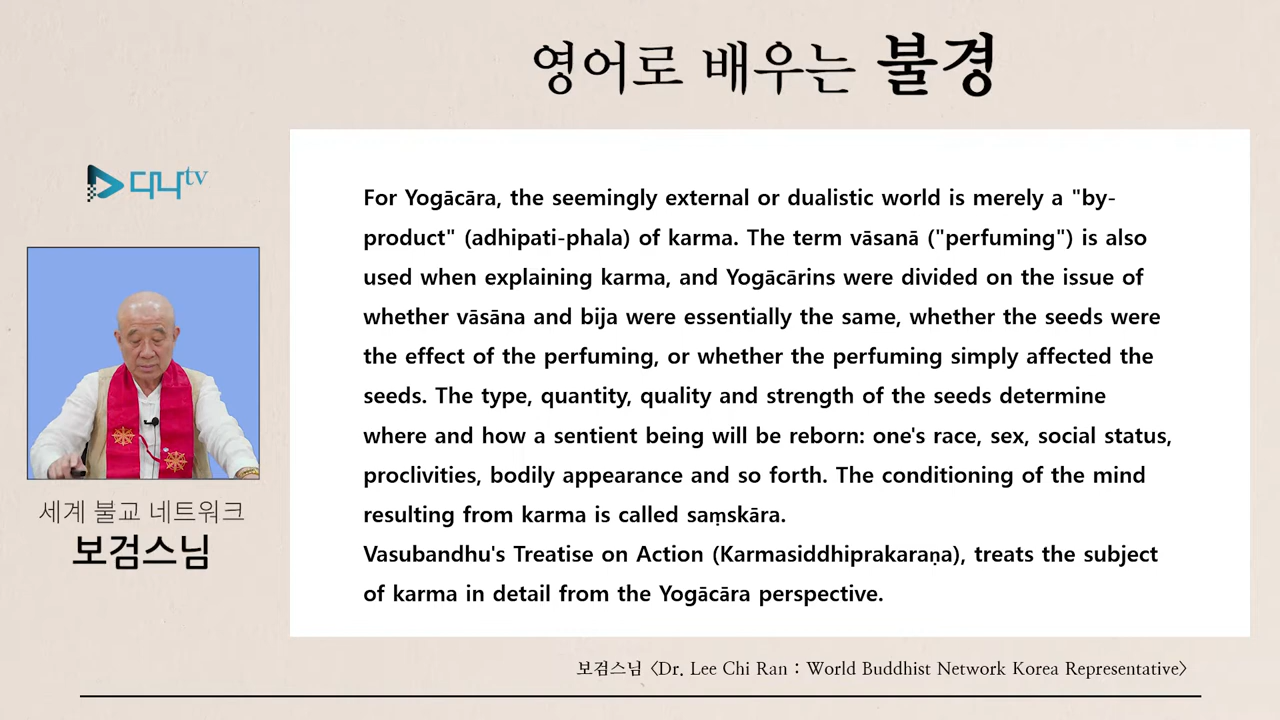 영어로 배우는 불경
디나tv
For Yogācāra, the seemingly external or dualistic world is merely a "by-
product" (adhipati-phala) of karma. The term vāsanā ("perfuming") is also
used when explaining karma, and Yogācārins were divided on the issue of
whether vāsāna and bija were essentially the same, whether the seeds were
the effect of the perfuming, or whether the perfuming simply affected the
seeds. The type, quantity, quality and strength of the seeds determine
where and how a sentient being will be reborn: one's race, sex, social status,
proclivities, bodily appearance and so forth. The conditioning of the mind
resulting from karma is called saṃskāra.
Vasubandhu's Treatise on Action (Karmasiddhiprakaraṇa), treats the subject
of karma in detail from the Yogācāra perspective.
세계 불교 네트워크
보검스님
보검스님 <Dr. Lee Chi Ran : World Buddhist Network Korea Representative>